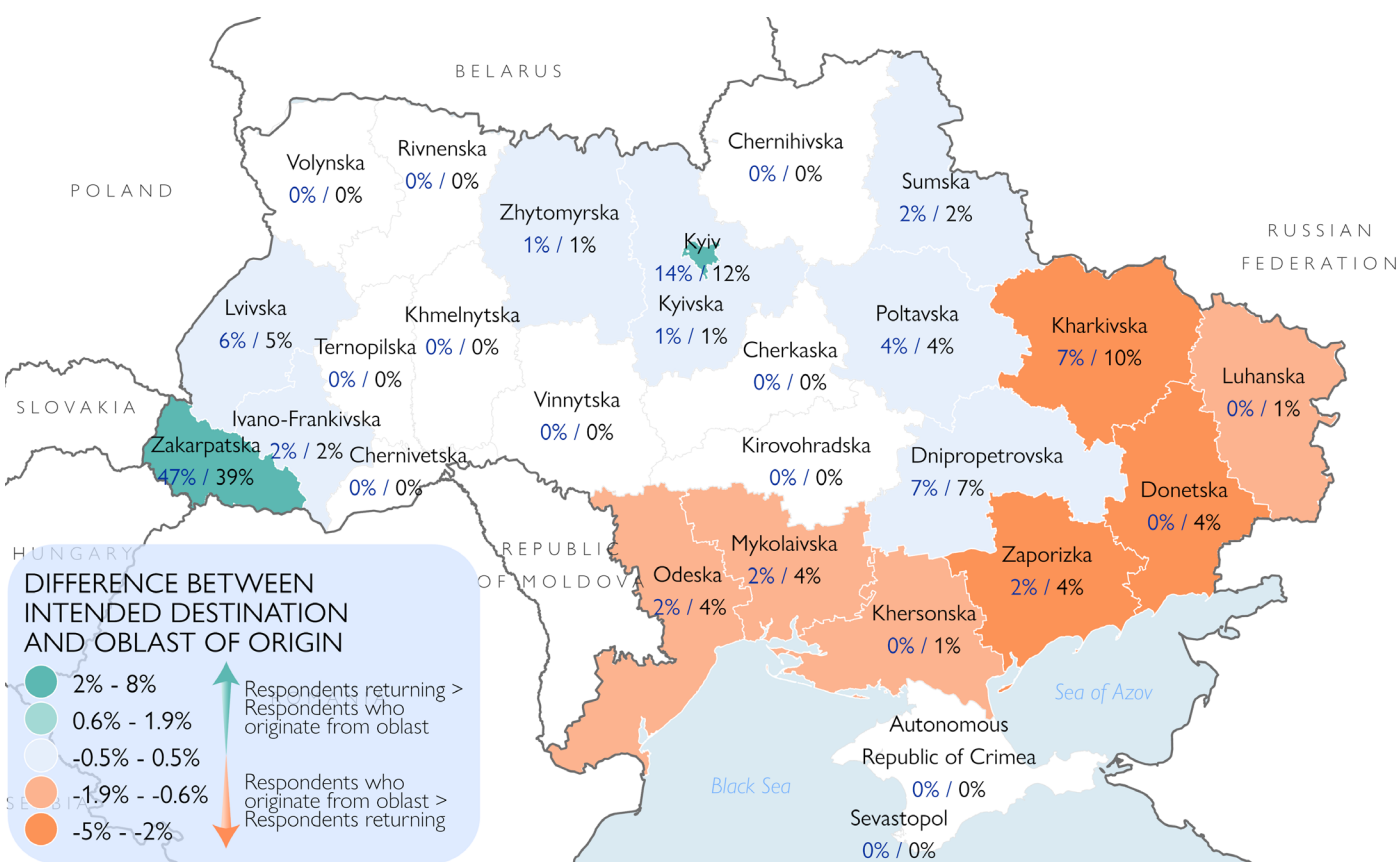 BELARUS
POLAND
RUSSIAN
FEDERATION
SLOVAKIA
HUNGARY
REPUBLIC
OF MOLDOVA
Volynska
0% / 0%
Rivnenska
0% / 0%
Chernihivska
0% / 0%
Sumska
2% / 2%
Zhytomyrska
1% / 1%
Kyiv
14% / 12%
Kyivska
1% / 1%
Lvivska
6% / 5%
Khmelnytska
0% / 0%
Ternopilska
0% / 0%
Poltavska
4% / 4%
Kharkivska
7% / 10%
Cherkaska
0% / 0%
Luhanska
0% / 1%
Vinnytska
0% / 0%
Ivano-Frankivska
2% / 2%
Zakarpatska
47% / 39%
Chernivetska
0% / 0%
Kirovohradska
0% / 0%
Dnipropetrovska
7% / 7%
Donetska
0% / 4%
Mykolaivska
2% / 4%
Zaporizka
2% / 4%
Odeska
2% / 4%
Khersonska
0% / 1%
Sea of Azov
Autonomous
Republic of Crimea
0% / 0%
Black Sea
Sevastopol
0% / 0%
DIFFERENCE BETWEEN
INTENDED DESTINATION
AND OBLAST OF ORIGIN
2% - 8%
0.6% - 1.9%
-0.5% - 0.5%
-1.9% - -0.6%
-5% - -2%
Respondents returning >
Respondents who
originate from oblast
Respondents who
originate from oblast >
Respondents returning